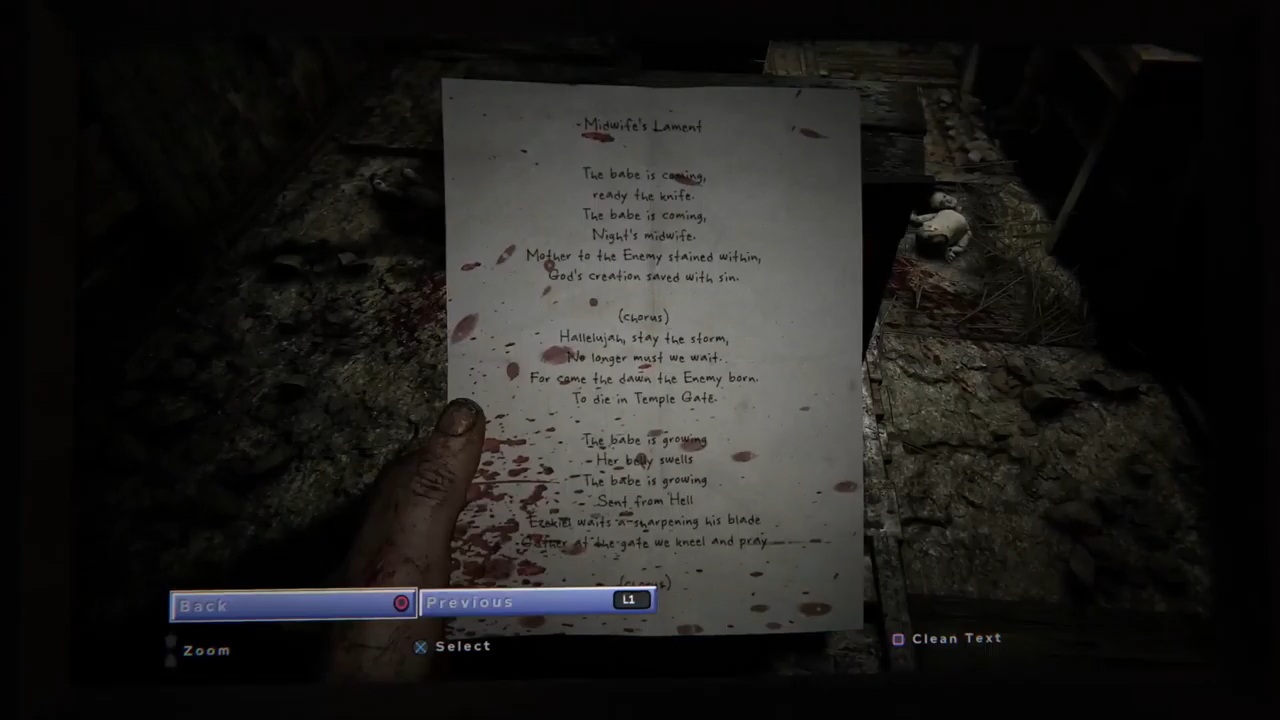 Midwife's Lament
The babe is coming,
ready the knife.
The babe is coming,
Night's midwife.
Mother to the Enemy stained within,
God's creation saved with sin.
(chorus)
Hallelujah, stay the storm,
No longer must we wait.
For come the dawn the Enemy born.
To die in Temple Gate.
The babe is growing
Her belly swells
The babe is growing
Sent from Hell
Ezekiel waits a-sharpening his blade
Gather at the gate we kneel and pray
(chorus)
Back
Previous L1
Zoom
Select
Clean Text